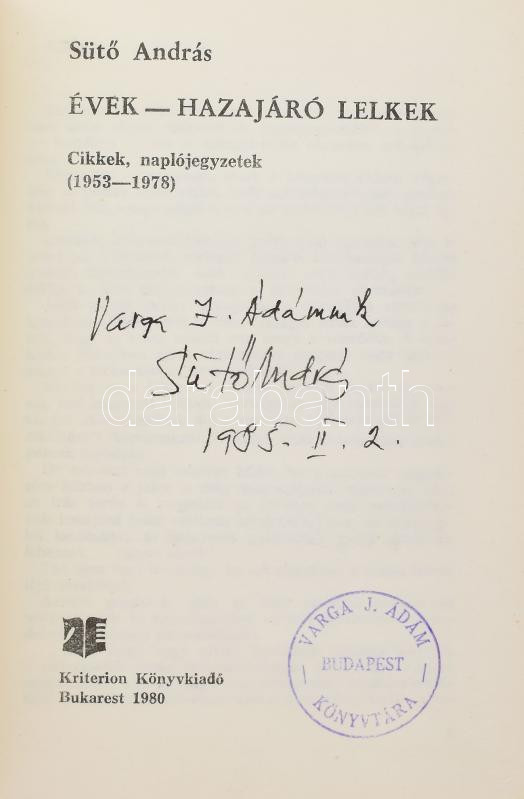 Sütő András
ÉVEK — HAZAJÁRÓ LELKEK
Cikkek, naplójegyzetek
(1953—1978)
Varga J. Ádámnak
Sütő András
darabanth
1985. II. 2.
Kriterion Könyvkiadó
Bukarest 1980
VARGA J. ÁDÁM
BUDAPEST
KÖNYVTÁRA